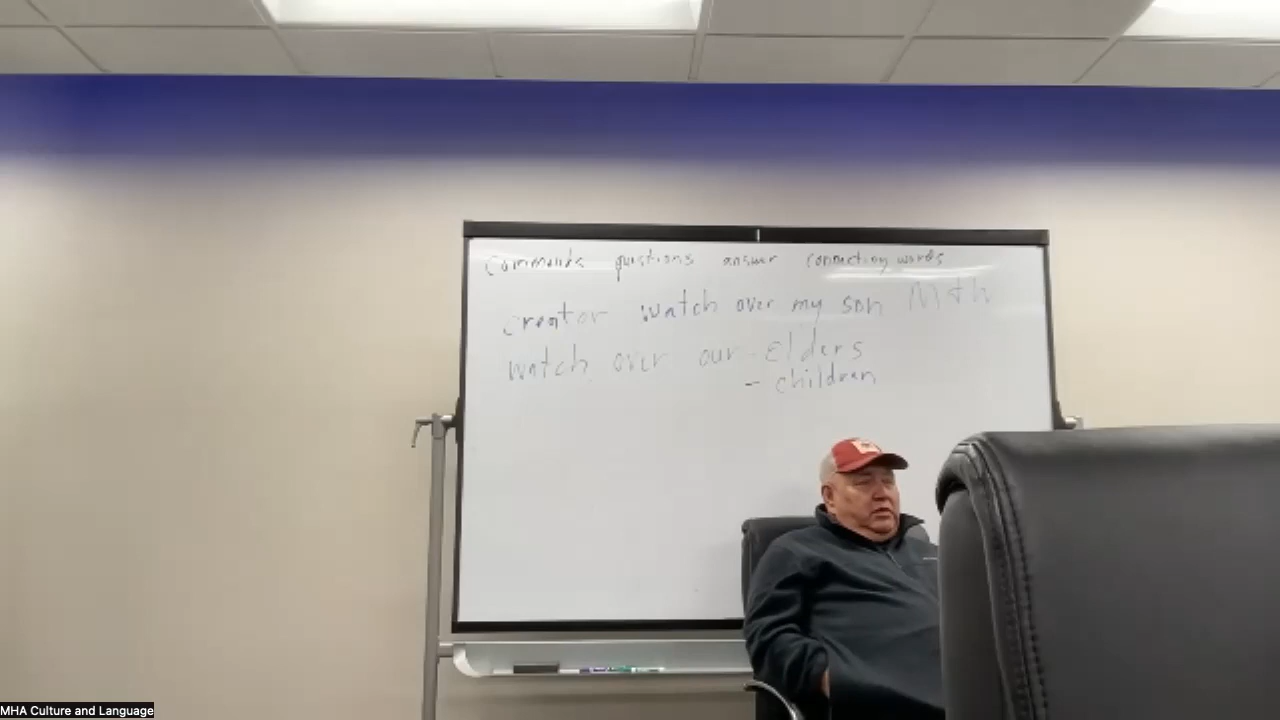 commands questions answer connecting words
creator watch over my son
watch over our - Elders
- children
MHA Culture and Language